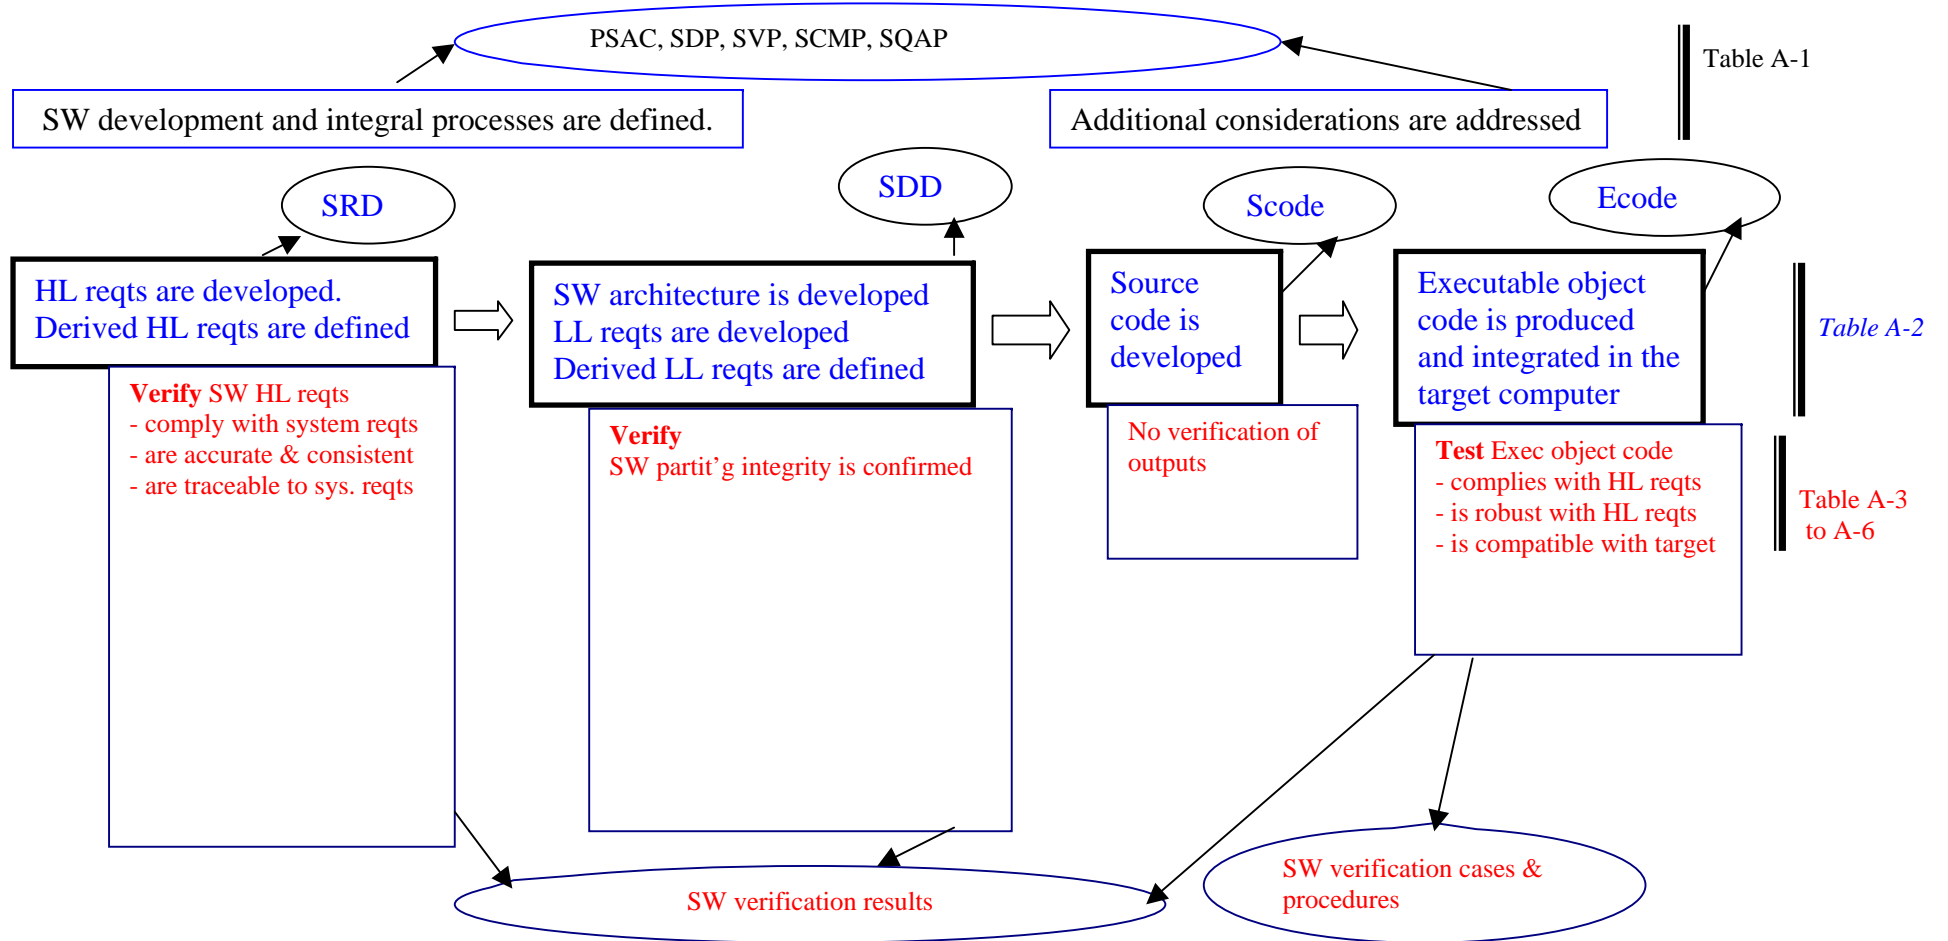 PSAC, SDP, SVP, SCMP, SQAP
Table A-1
SW development and integral processes are defined.
Additional considerations are addressed
SRD
SDD
Scode
Ecode
HL reqts are developed.
Derived HL reqts are defined
SW architecture is developed
LL reqts are developed
Derived LL reqts are defined
Source
code is
developed
Executable object
code is produced
and integrated in the
target computer
Table A-2
Verify SW HL reqts
- comply with system reqts
- are accurate & consistent
- are traceable to sys. reqts
Verify
SW partit'g integrity is confirmed
No verification of
outputs
Test Exec object code
- complies with HL reqts
- is robust with HL reqts
- is compatible with target
Table A-3
to A-6
SW verification results
SW verification cases &
procedures